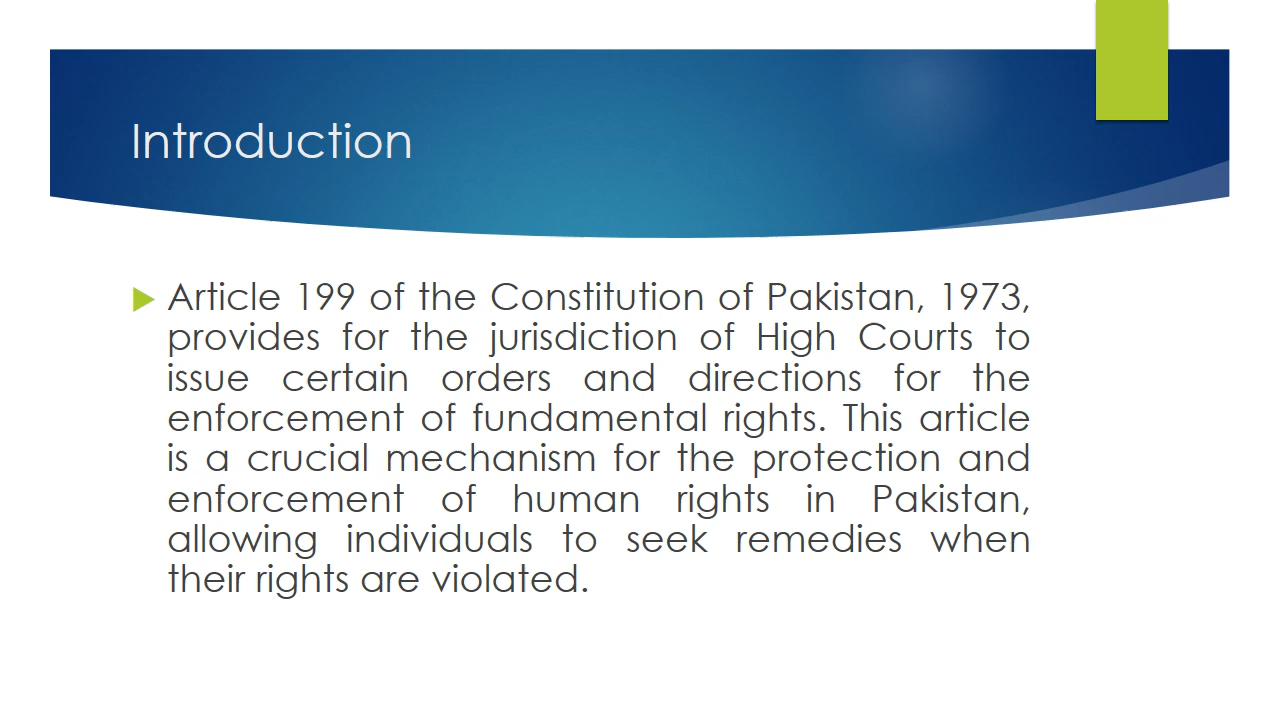 Introduction
Article 199 of the Constitution of Pakistan, 1973,
provides for the jurisdiction of High Courts to
issue certain orders and directions for the
enforcement of fundamental rights. This article
is a crucial mechanism for the protection and
enforcement of human rights in Pakistan,
allowing individuals to seek remedies when
their rights are violated.